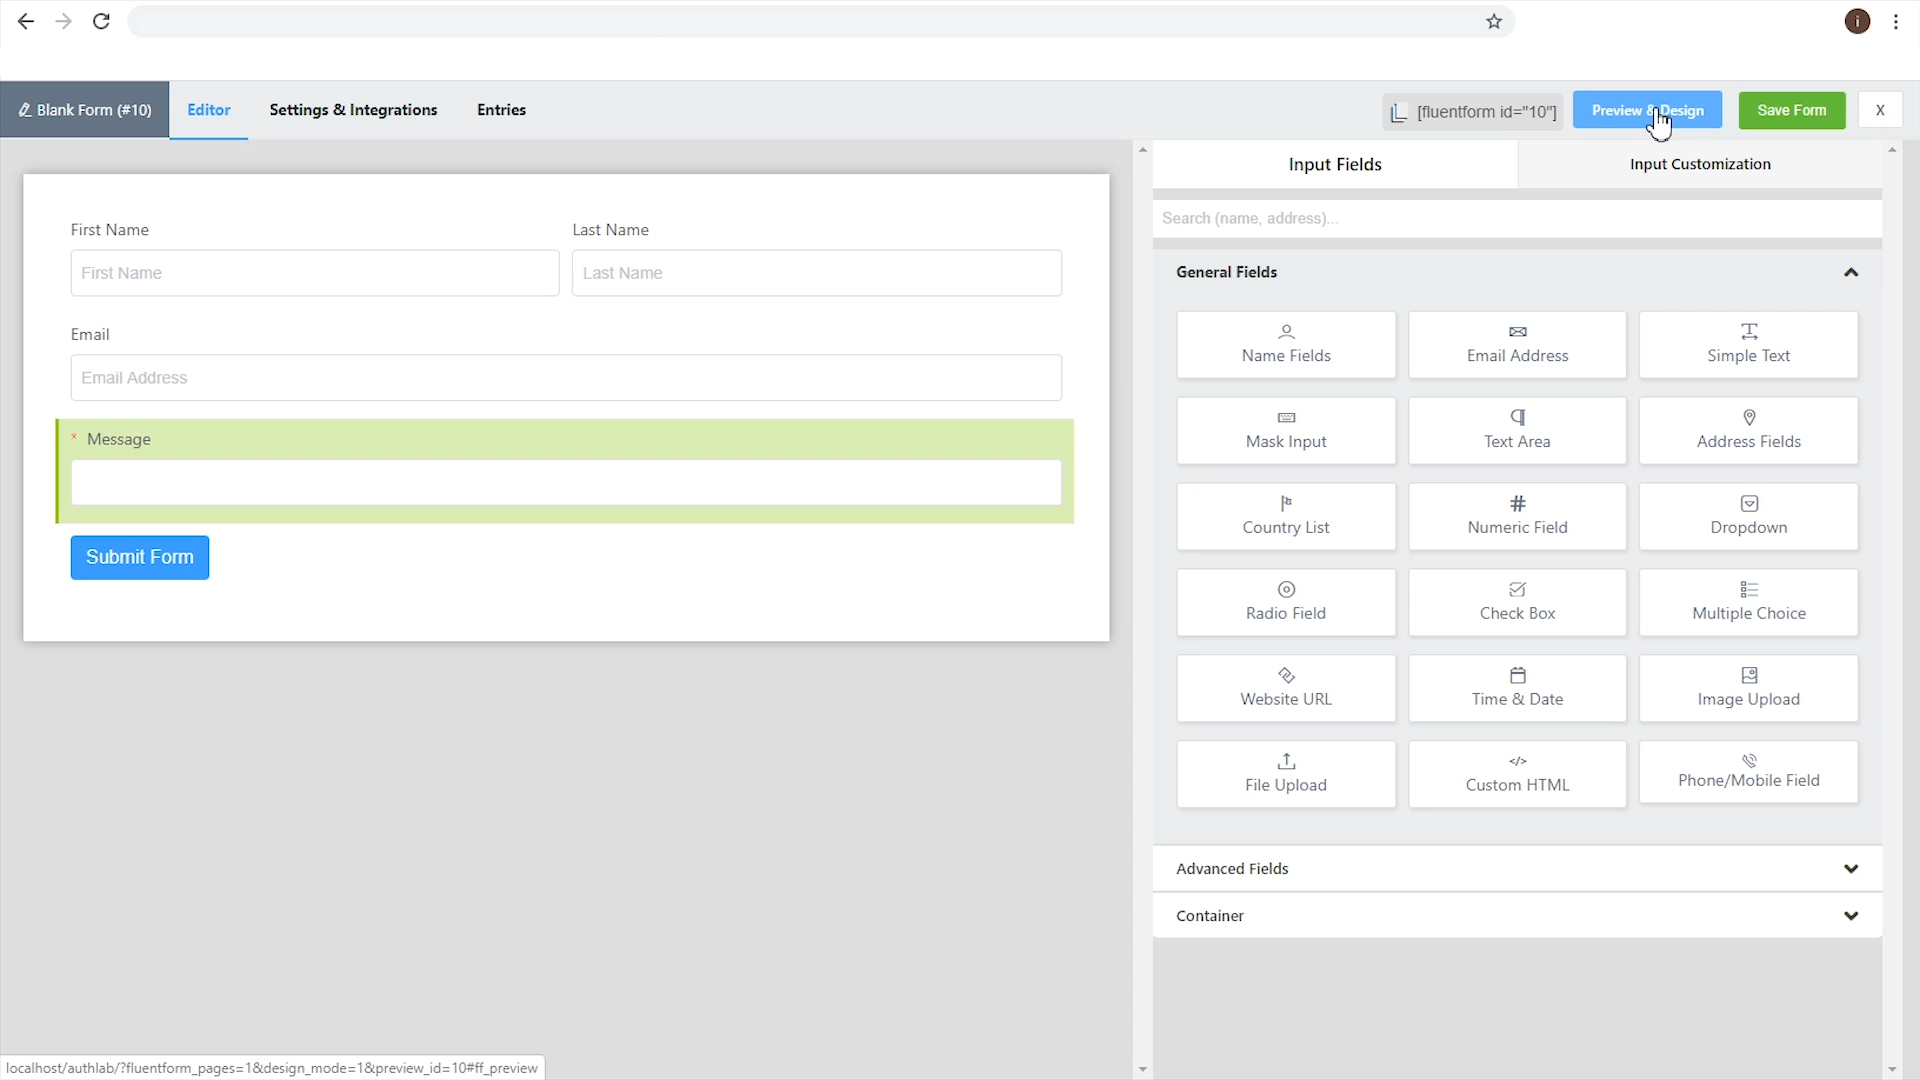 i
Blank Form (#10)
Editor
Settings & Integrations
Entries
[fluentform id="10"]
Preview & Design
Save Form
X
Input Fields
Input Customization
Search (name, address)...
First Name
Last Name
First Name
Last Name
Email
Email Address
* Message
Submit Form
General Fields
Name Fields
Email Address
Simple Text
Mask Input
Text Area
Address Fields
Country List
Numeric Field
Dropdown
Radio Field
Check Box
Multiple Choice
Website URL
Time & Date
Image Upload
File Upload
Custom HTML
Phone/Mobile Field
Advanced Fields
Container
localhost/authlab/?fluentform_pages=1&design_mode=1&preview_id=10#ff_preview